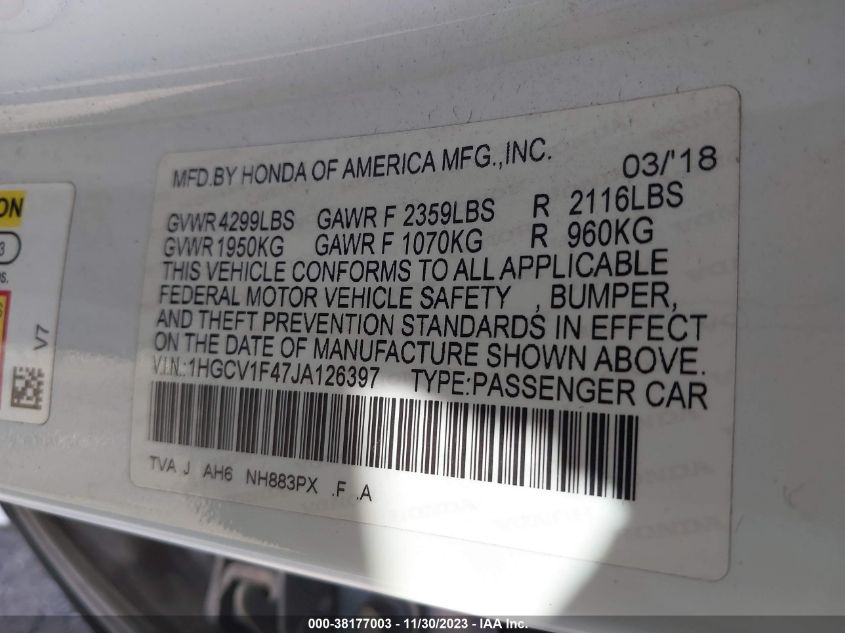 MFD.BY HONDA OF AMERICA MFG.,INC. 03/'18
GVWR 4299LBS GAWR F 2359LBS R 2116LBS
GVWR 1950KG GAWR F 1070KG R 960KG
THIS VEHICLE CONFORMS TO ALL APPLICABLE
FEDERAL MOTOR VEHICLE SAFETY , BUMPER,
AND THEFT PREVENTION STANDARDS IN EFFECT
ON THE DATE OF MANUFACTURE SHOWN ABOVE.
V!N.:1HGCV1F47JA126397 TYPE:PASSENGER CAR
TVA J AH6 NH883PX .F .A
ON
3
V7
HONDA
000-38177003 - 11/30/2023 - IAA Inc.